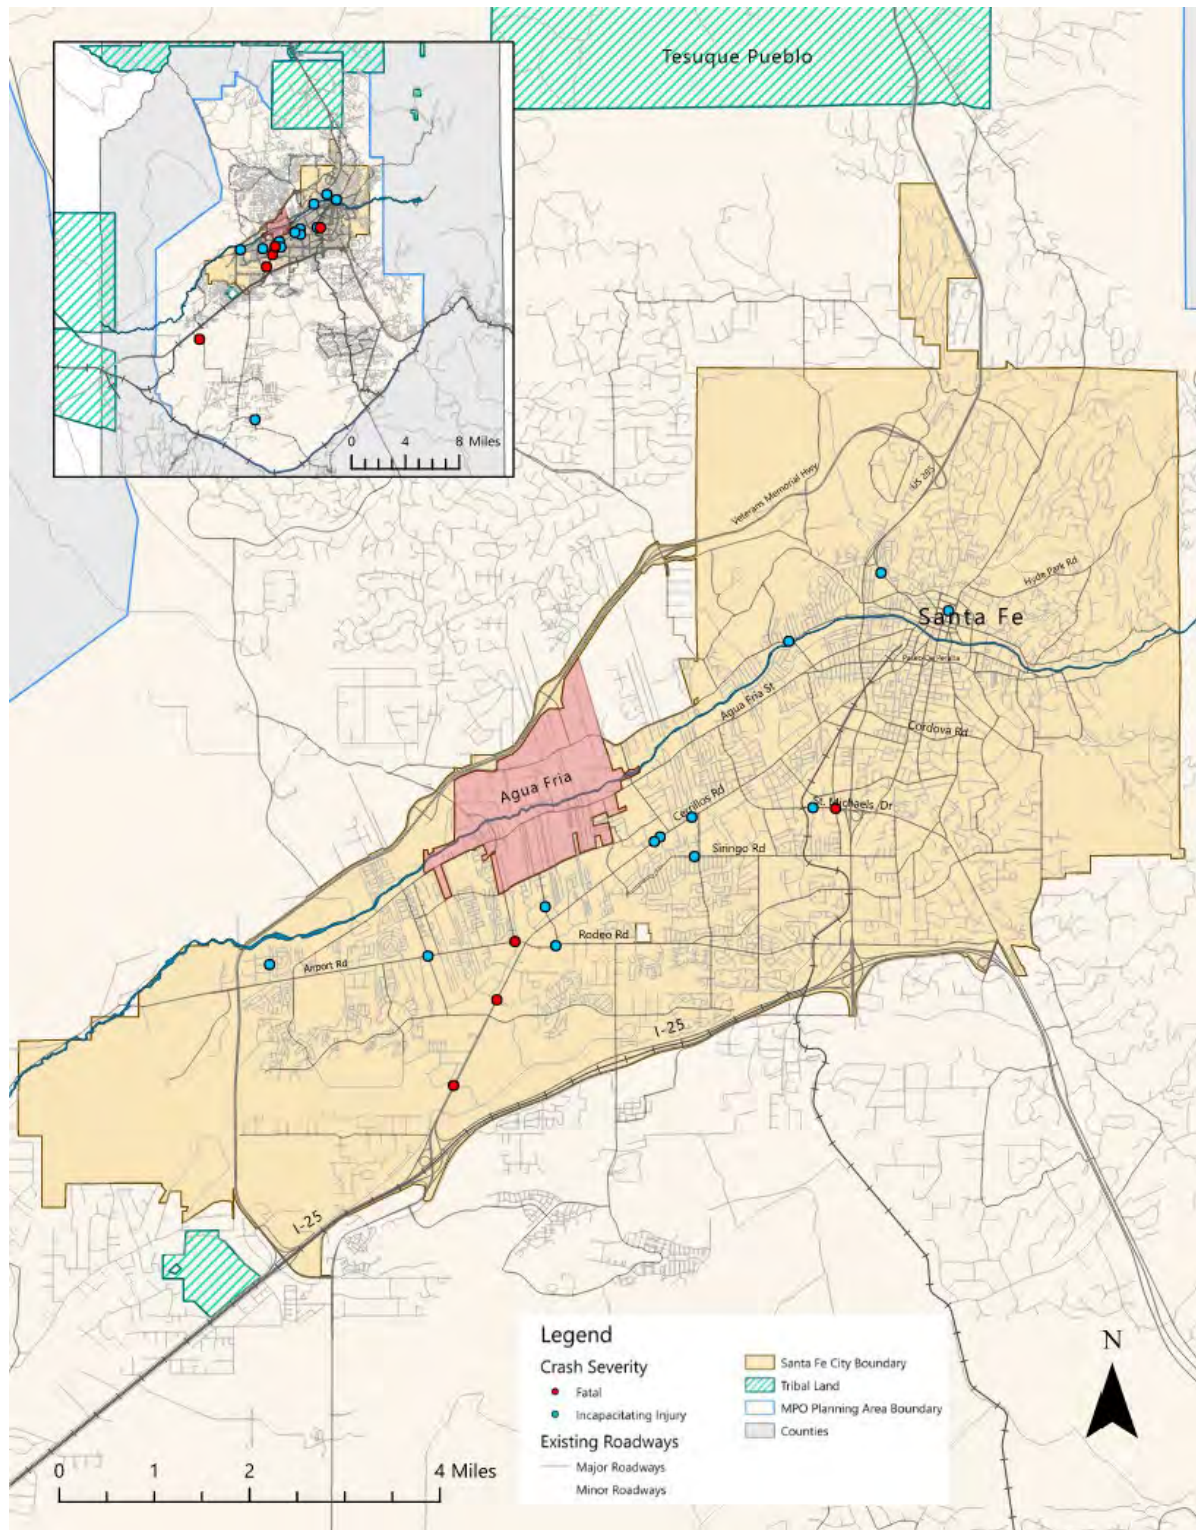 Tesuque Pueblo
0 4 8 Miles
Veterans Memorial Hwy
US 285
Hyde Park Rd
Santa Fe
Paseo De Peralta
Agua Fria St
Cordova Rd
Agua Fria
Cerrillos Rd
St. Michaels Dr
Siringo Rd
Rodeo Rd
Airport Rd
I-25
I-25
Legend
Crash Severity
Fatal
Incapacitating Injury
Existing Roadways
Major Roadways
Minor Roadways
Santa Fe City Boundary
Tribal Land
MPO Planning Area Boundary
Counties
N
0 1 2 4 Miles